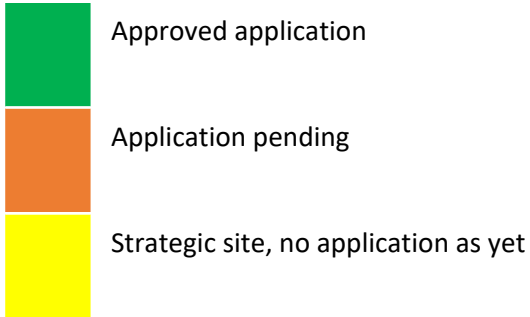 Approved application
Application pending
Strategic site, no application as yet